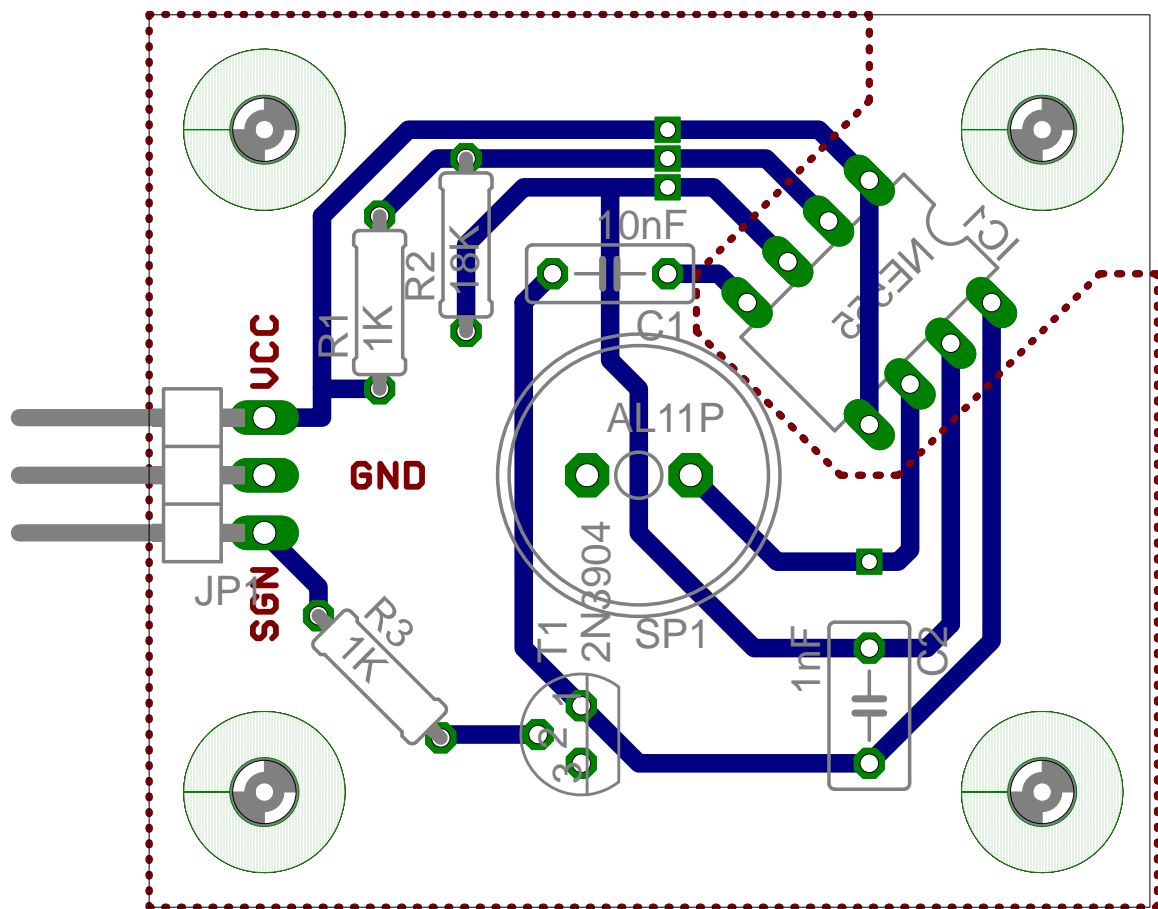 10nF
IC1
NE555
R2
18K
R1
1K
VCC
C1
AL11P
GND
JP1
SGN
R3
1K
T1
2N3904
SP1
1nF
C2
1
2
3